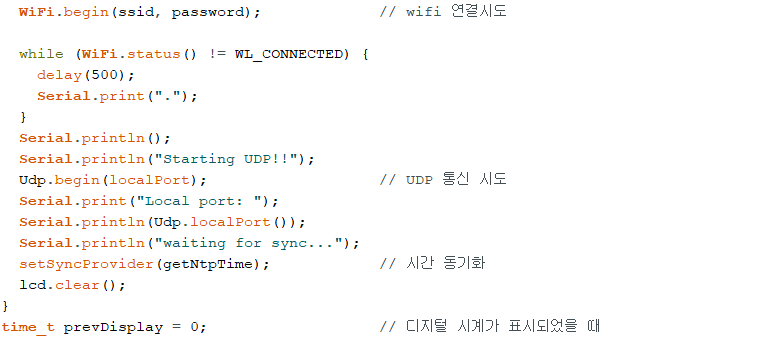 WiFi.begin(ssid, password);             // wifi 연결시도
while (WiFi.status() != WL_CONNECTED) {
delay(500);
Serial.print(".");
}
Serial.println();
Serial.println("Starting UDP!!");
Udp.begin(localPort);                   // UDP 통신 시도
Serial.print("Local port: ");
Serial.println(Udp.localPort());
Serial.println("waiting for sync...");
setSyncProvider(getNtpTime);            // 시간 동기화
lcd.clear();
}
time_t prevDisplay = 0;                   // 디지털 시계가 표시되었을 때